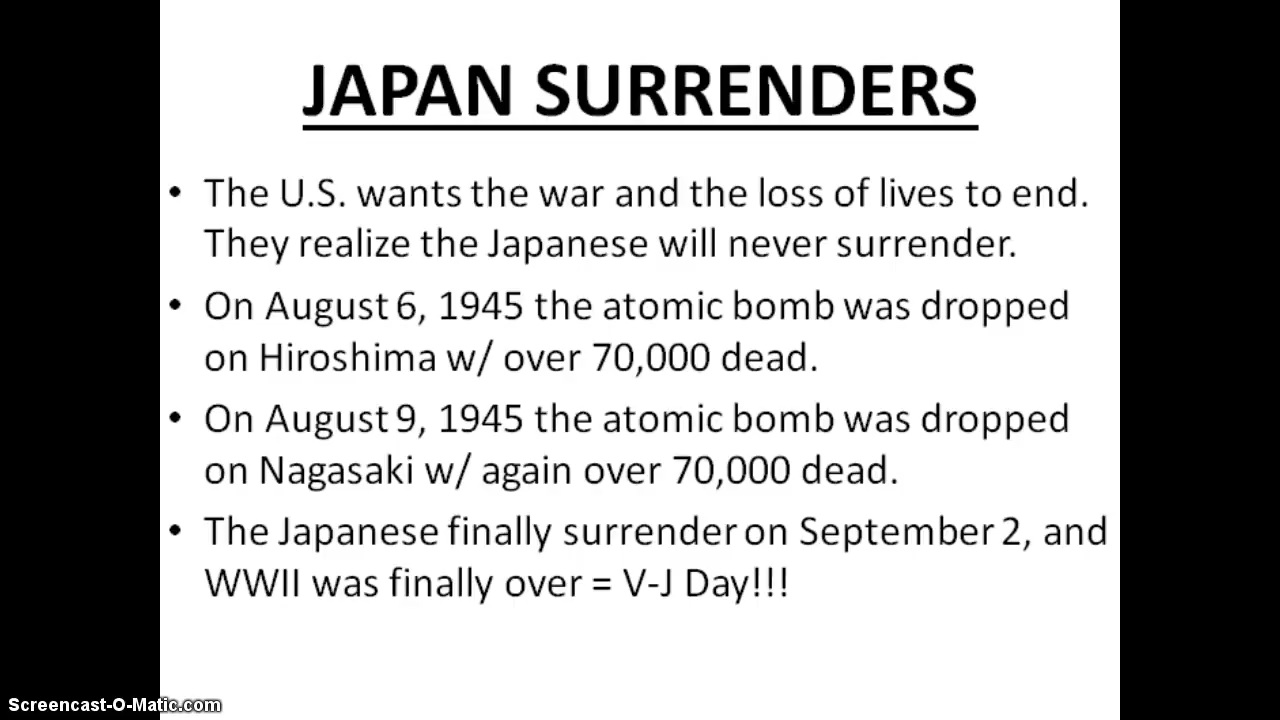 JAPAN SURRENDERS
• The U.S. wants the war and the loss of lives to end.
They realize the Japanese will never surrender.
• On August 6, 1945 the atomic bomb was dropped
on Hiroshima w/ over 70,000 dead.
• On August 9, 1945 the atomic bomb was dropped
on Nagasaki w/ again over 70,000 dead.
• The Japanese finally surrender on September 2, and
WWII was finally over = V-J Day!!!
Screencast-O-Matic.com